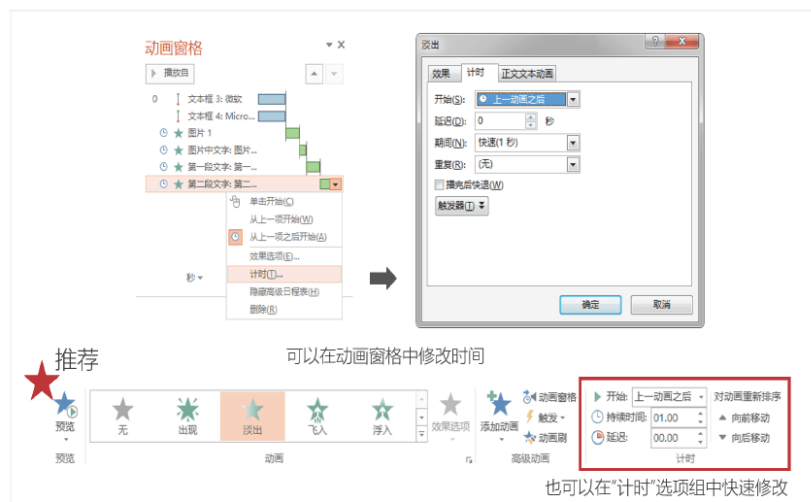 动画窗格
播放自
0 文本框 3: 微软
文本框 4: Micro...
图片 1
图片中文字: 图片...
第一段文字: 第一...
第二段文字: 第二...
单击开始(C)
从上一项开始(W)
从上一项之后开始(A)
效果选项(E)...
计时(T)...
隐藏高级日程表(H)
删除(R)
秒
淡出
效果 计时 正文文本动画
开始(S): 上一动画之后
延迟(D): 0 秒
期间(N): 快速(1 秒)
重复(R): (无)
播完后快退(W)
触发器(T)
确定 取消
推荐
可以在动画窗格中修改时间
预览
无 出现 淡出 飞入 浮入
效果选项
添加动画
动画窗格
触发
动画刷
开始: 上一动画之后
持续时间: 01.00
延迟: 00.00
对动画重新排序
向前移动
向后移动
预览 动画 高级动画 计时
也可以在“计时”选项组中快速修改